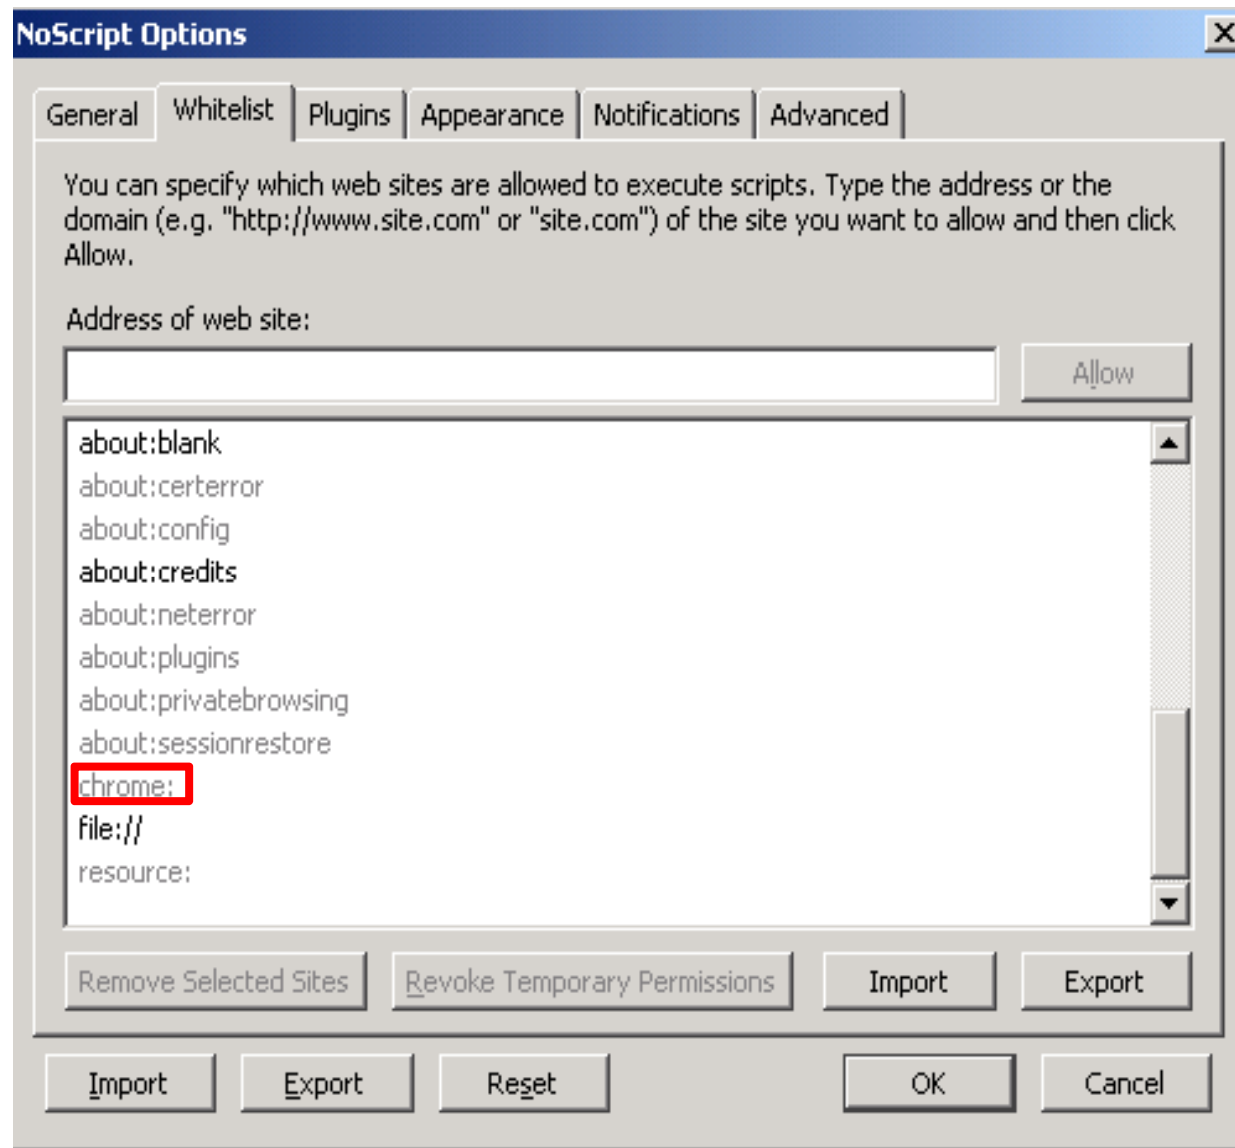 NoScript Options
General Whitelist Plugins Appearance Notifications Advanced
You can specify which web sites are allowed to execute scripts. Type the address or the
domain (e.g. "http://www.site.com" or "site.com") of the site you want to allow and then click
Allow.
Address of web site:
Allow
about:blank
about:certerror
about:config
about:credits
about:neterror
about:plugins
about:privatebrowsing
about:sessionrestore
chrome:
file://
resource:
Remove Selected Sites Revoke Temporary Permissions Import Export
Import Export Reset OK Cancel